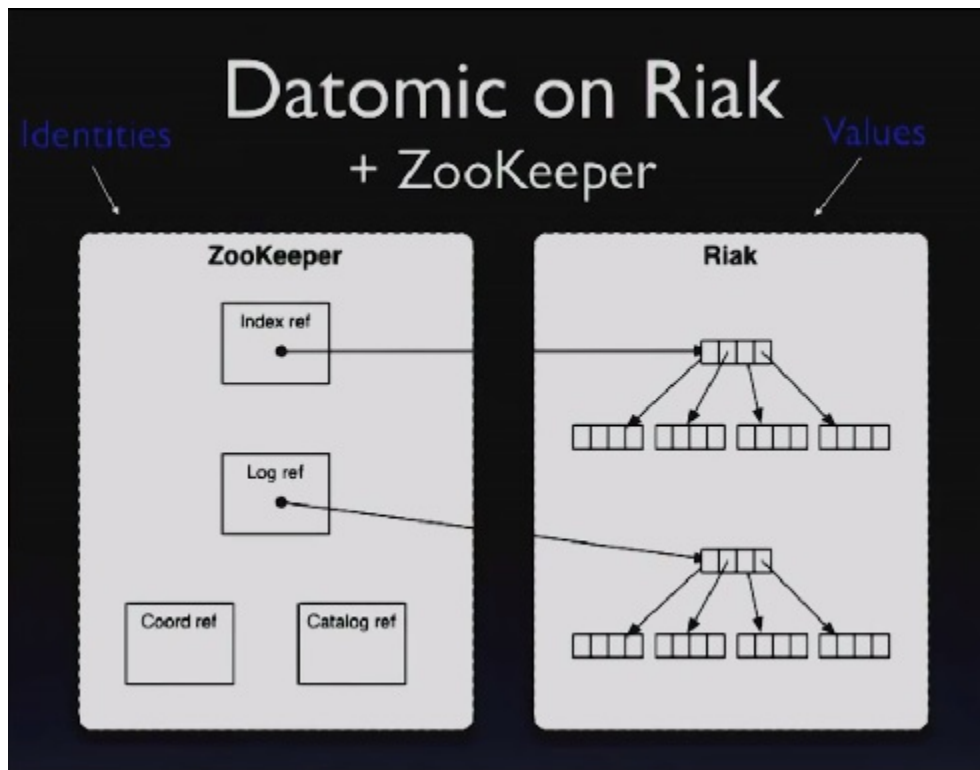 Datomic on Riak
+ ZooKeeper
Identities
Values
ZooKeeper
Index ref
Log ref
Coord ref
Catalog ref
Riak